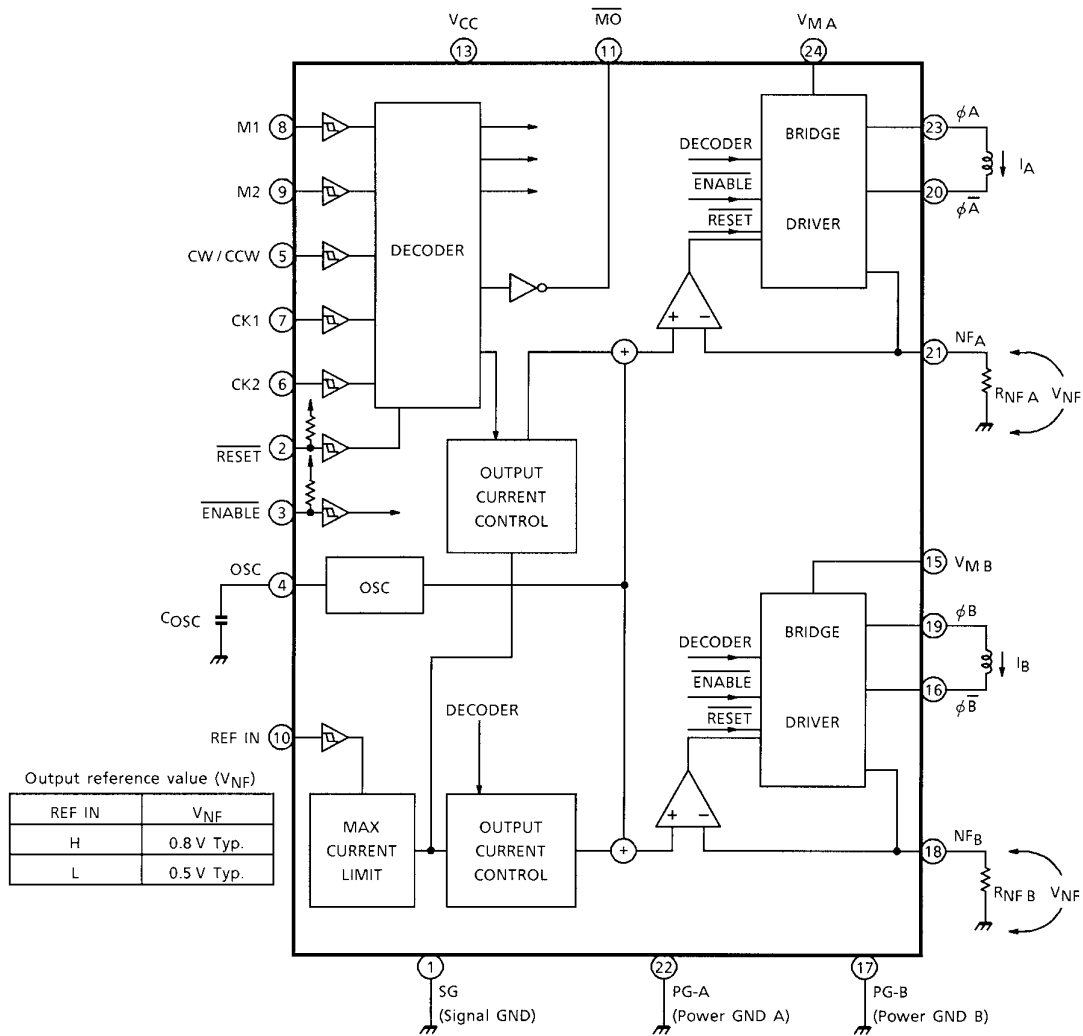 VCC
MO
VM A
13
11
24
M1 8
M2 9
CW / CCW 5
CK1 7
CK2 6
RESET 2
ENABLE 3
DECODER
DECODER
ENABLE
RESET
BRIDGE
DRIVER
23 ϕA
IA
20 ϕA
+ −
+
21 NFA
RNF A
VNF
OUTPUT
CURRENT
CONTROL
OSC
4
OSC
COSC
15 VM B
DECODER
ENABLE
RESET
BRIDGE
DRIVER
19 ϕB
IB
16 ϕB
REF IN 10
DECODER
Output reference value (VNF)
REF IN VNF
H 0.8 V Typ.
L 0.5 V Typ.
MAX
CURRENT
LIMIT
OUTPUT
CURRENT
CONTROL
+
+ −
18 NFB
RNF B
VNF
1
SG
(Signal GND)
22
PG-A
(Power GND A)
17
PG-B
(Power GND B)